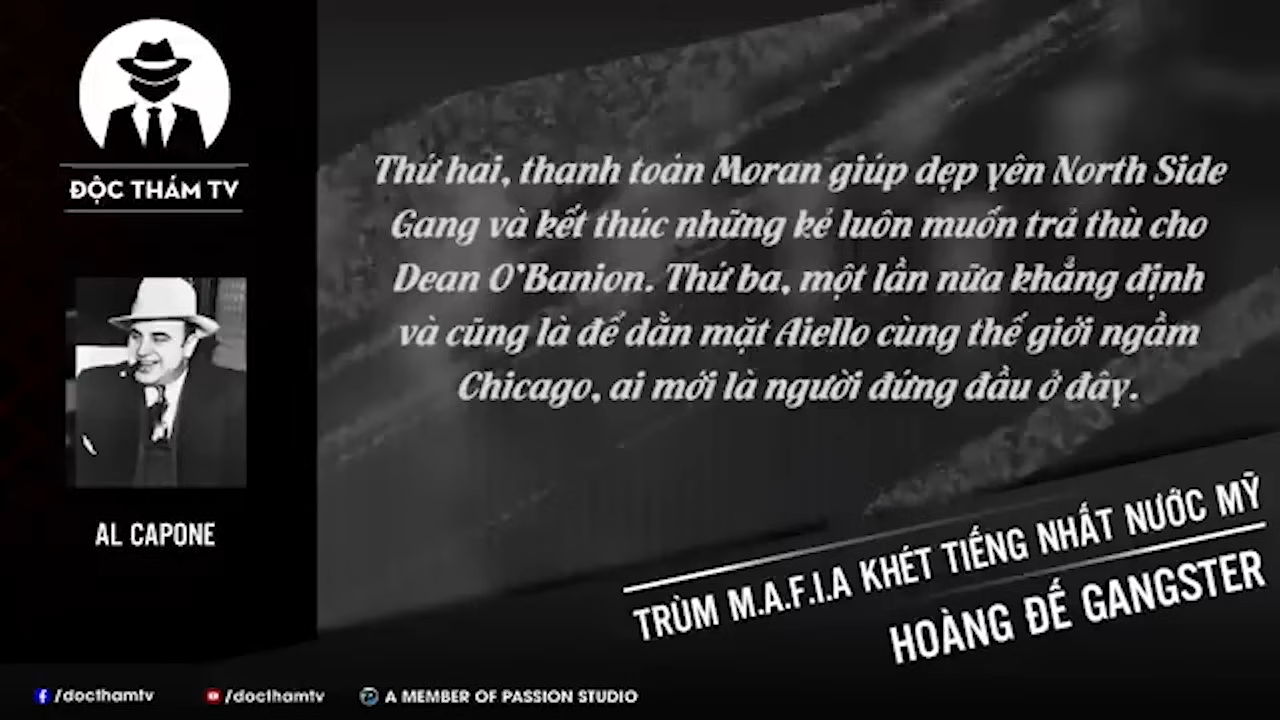 ĐỘC THÁM TV
AL CAPONE
Thứ hai, thanh toán Moran giúp dẹp yên North Side
Gang và kết thúc những kẻ luôn muốn trả thù cho
Dean O'Banion. Thứ ba, một lần nữa khẳng định
và cũng là để dằn mặt Aiello cùng thế giới ngầm
Chicago, ai mới là người đứng đầu ở đây.
TRÙM M.A.F.I.A KHÉT TIẾNG NHẤT NƯỚC MỸ
HOÀNG ĐẾ GANGSTER
/docthamtv
/docthamtv
A MEMBER OF PASSION STUDIO